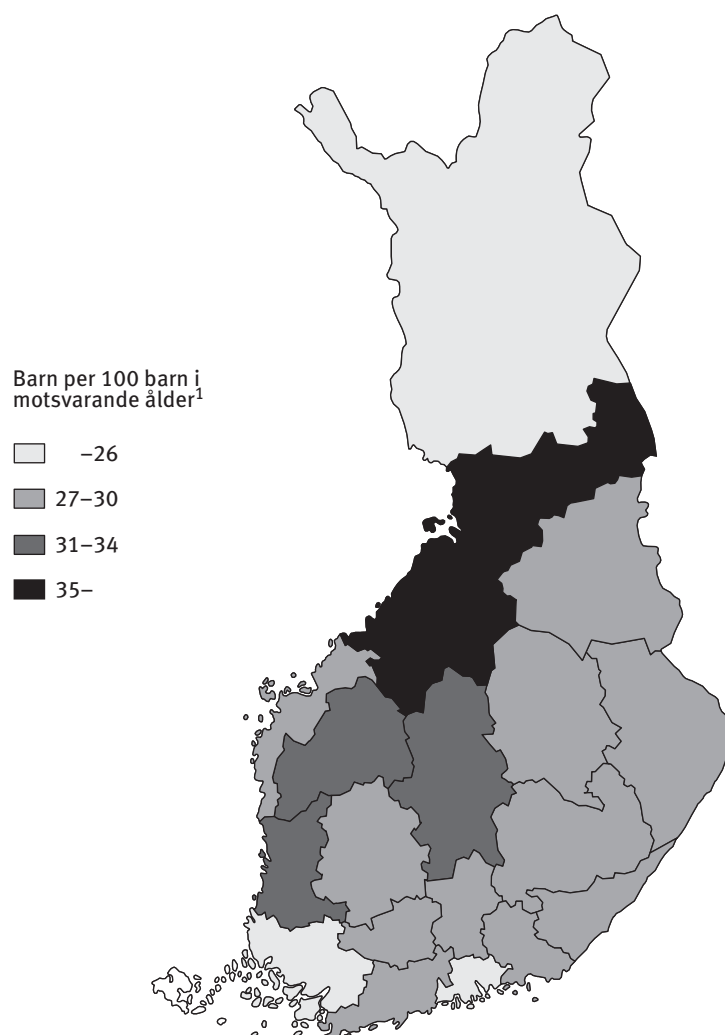 Barn per 100 barn i
motsvarande ålder¹
–26
27–30
31–34
35–